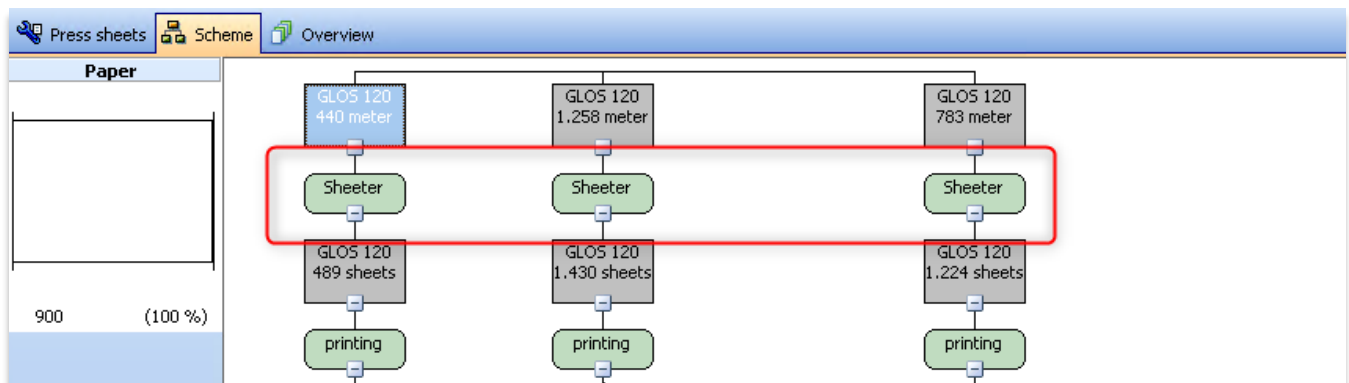 Press sheets Scheme Overview
Paper
GLOS 120 GLOS 120 GLOS 120
440 meter 1.258 meter 783 meter
Sheeter Sheeter Sheeter
GLOS 120 GLOS 120 GLOS 120
489 sheets 1.430 sheets 1.224 sheets
900 (100 %)
printing printing printing